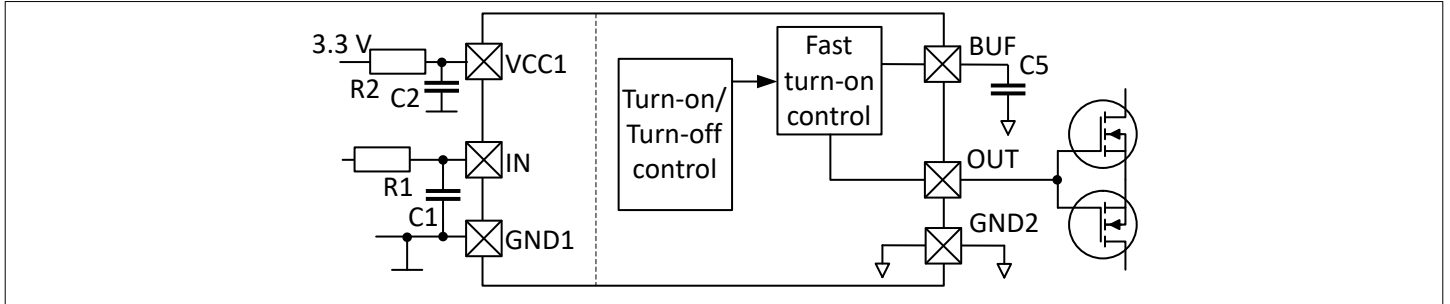 3.3 V
R2
C2
VCC1
R1
C1
IN
GND1
Turn-on/
Turn-off
control
Fast
turn-on
control
BUF
C5
OUT
GND2